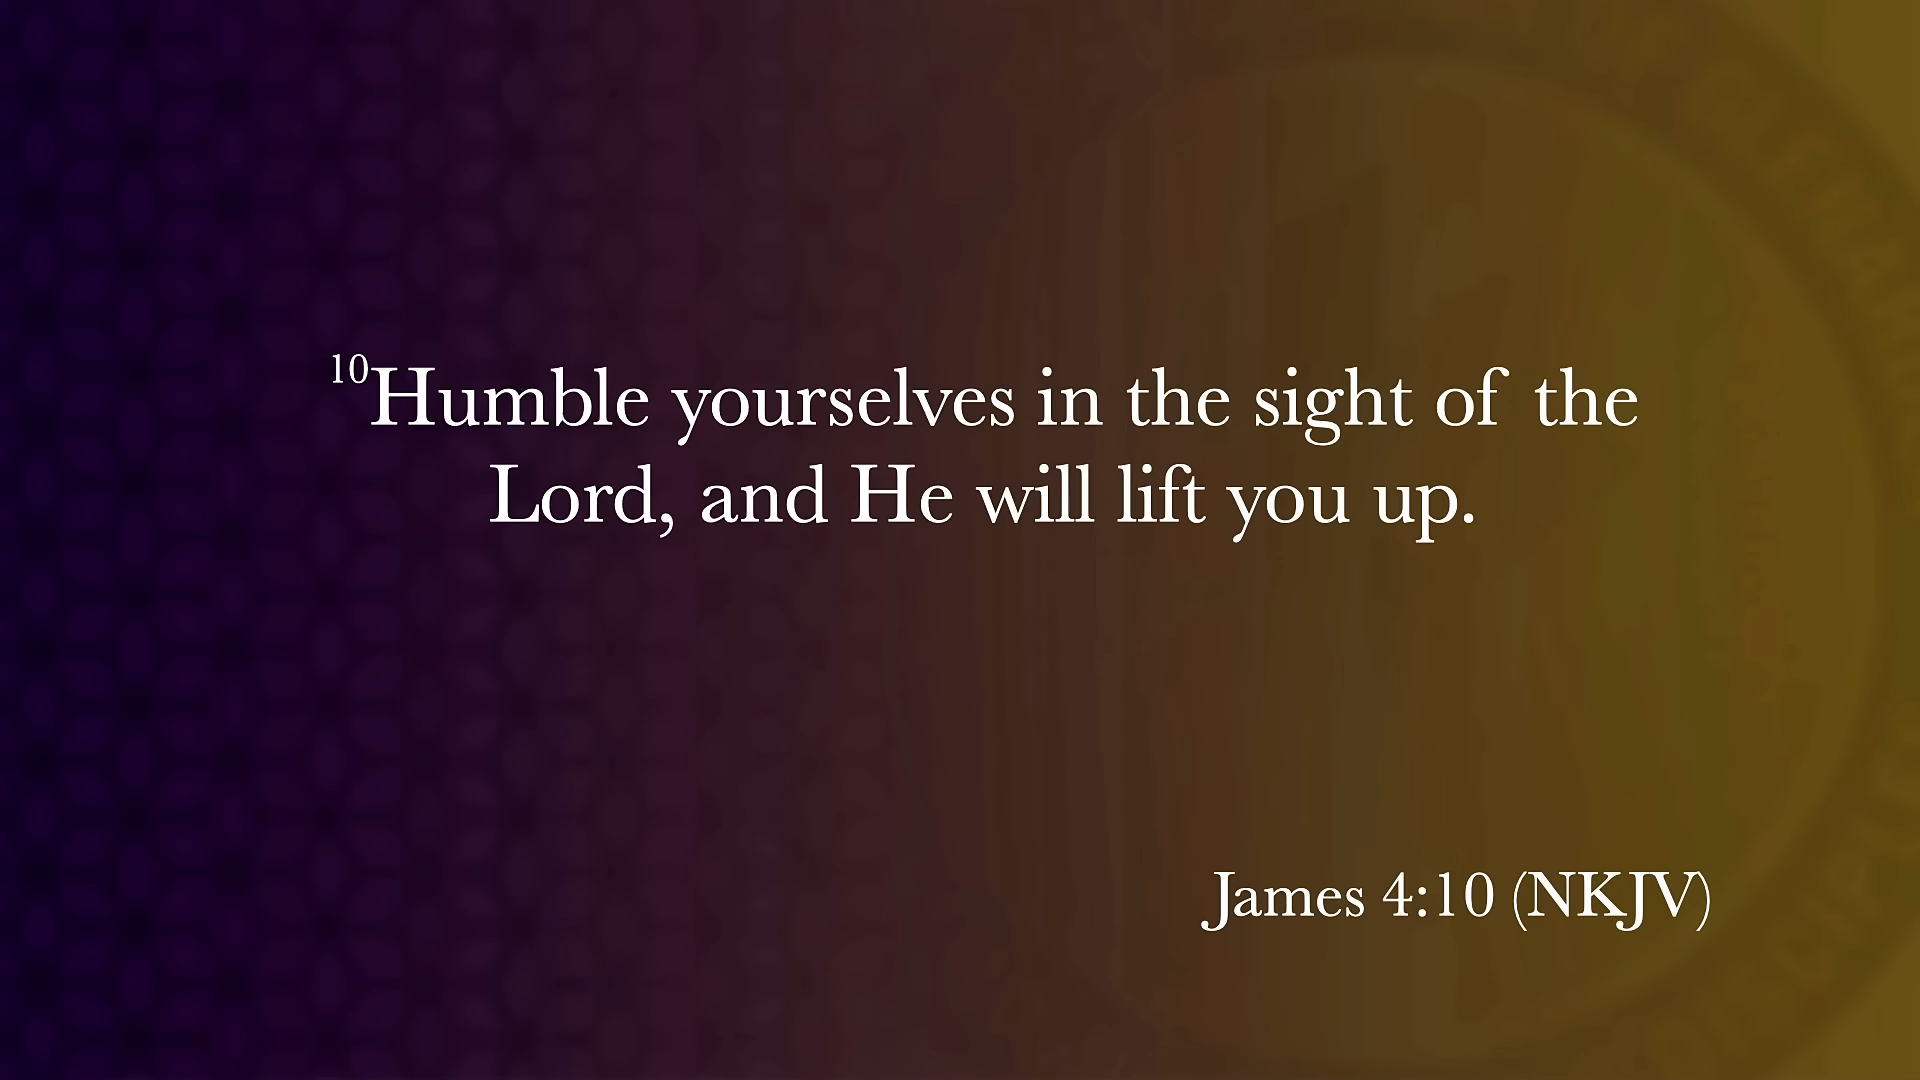 ¹⁰Humble yourselves in the sight of the
Lord, and He will lift you up.
James 4:10 (NKJV)